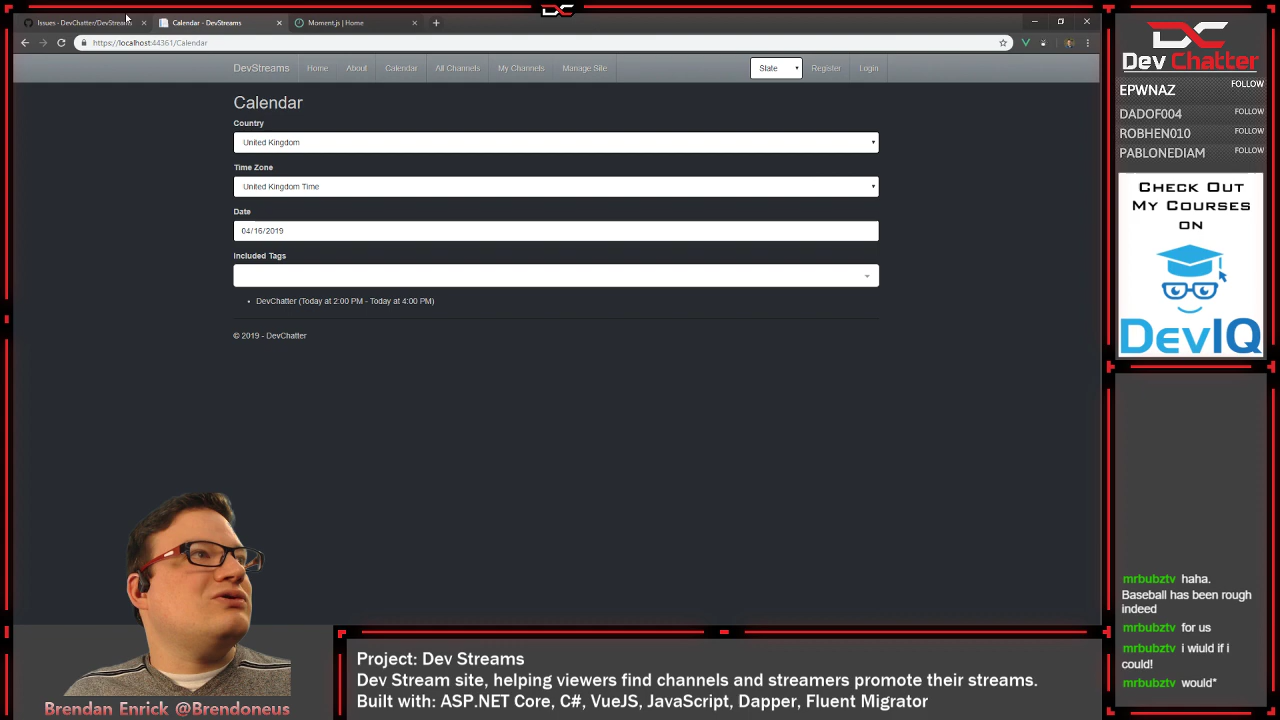 Issues - DevChatter/DevStreams
Calendar - DevStreams
Moment.js | Home
https://localhost:44361/Calendar
DevStreams Home About Calendar All Channels My Channels Manage Site Slate Register Login
Calendar
Country
United Kingdom
Time Zone
United Kingdom Time
Date
04/16/2019
Included Tags
DevChatter (Today at 2:00 PM - Today at 4:00 PM)
© 2019 - DevChatter
DC
DC
Dev Chatter
EPWNAZ FOLLOW
DADOF004 FOLLOW
ROBHEN010 FOLLOW
PABLONEDIAM FOLLOW
Check Out
My Courses
on
DevIQ
mrbubztv haha.
Baseball has been rough
indeed
mrbubztv for us
mrbubztv i wiuld if i
could!
mrbubztv would*
Brendan Enrick @Brendoneus
Project: Dev Streams
Dev Stream site, helping viewers find channels and streamers promote their streams.
Built with: ASP.NET Core, C#, VueJS, JavaScript, Dapper, Fluent Migrator